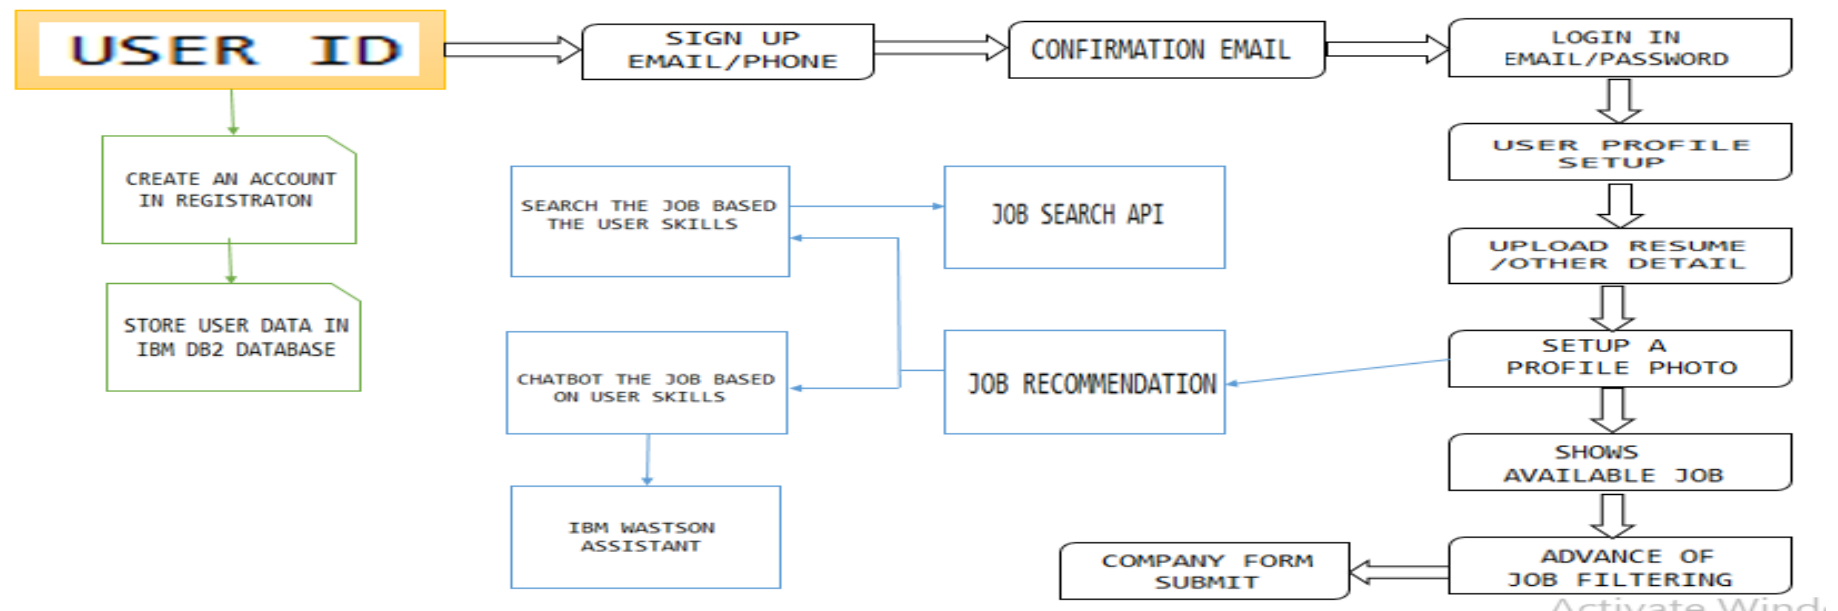 USER ID
SIGN UP
EMAIL/PHONE
CONFIRMATION EMAIL
LOGIN IN
EMAIL/PASSWORD
CREATE AN ACCOUNT
IN REGISTRATON
STORE USER DATA IN
IBM DB2 DATABASE
SEARCH THE JOB BASED
THE USER SKILLS
JOB SEARCH API
USER PROFILE
SETUP
UPLOAD RESUME
/OTHER DETAIL
CHATBOT THE JOB BASED
ON USER SKILLS
JOB RECOMMENDATION
SETUP A
PROFILE PHOTO
SHOWS
AVAILABLE JOB
IBM WASTSON
ASSISTANT
COMPANY FORM
SUBMIT
ADVANCE OF
JOB FILTERING